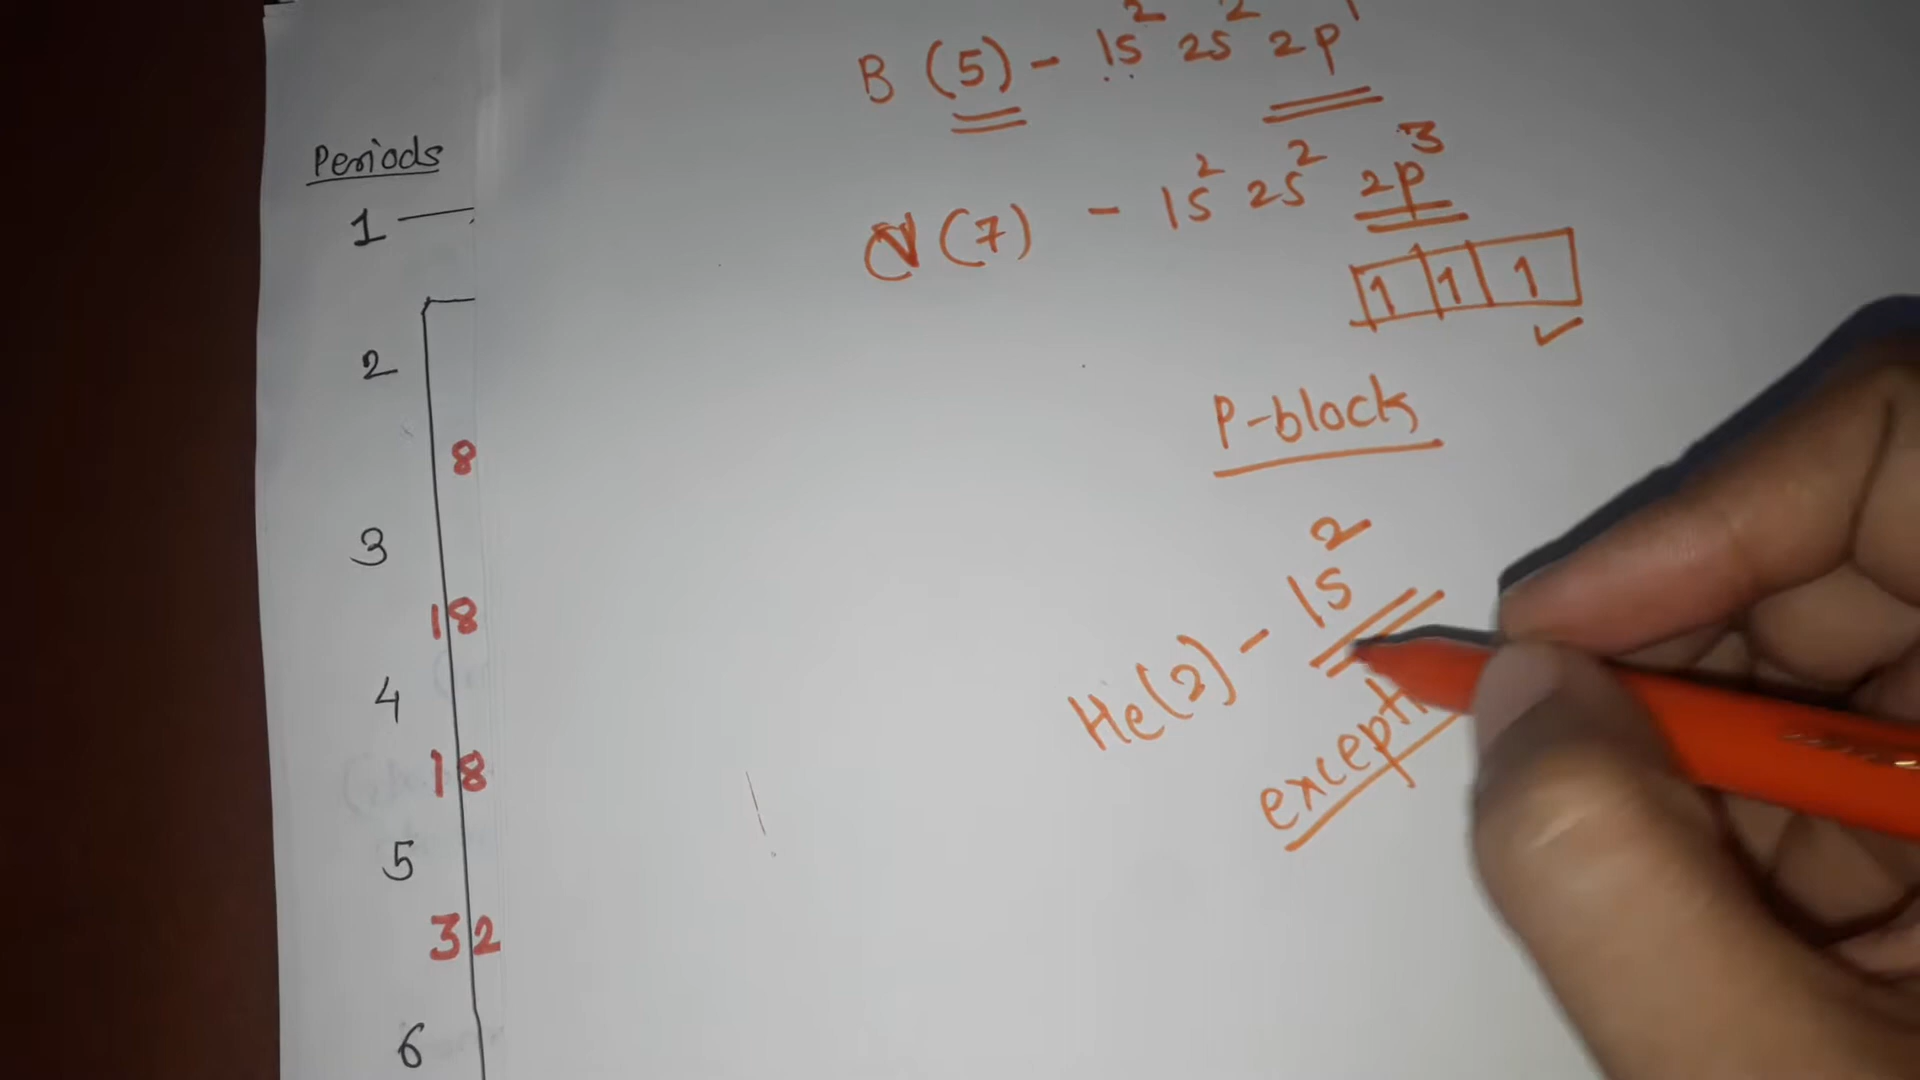 B (5) - 1s² 2s² 2p¹
Periods
N (7) - 1s² 2s² 2p³
1
1 1 1
2
P-block
8
3
He(2) - 1s²
18
4
18
5
32
6